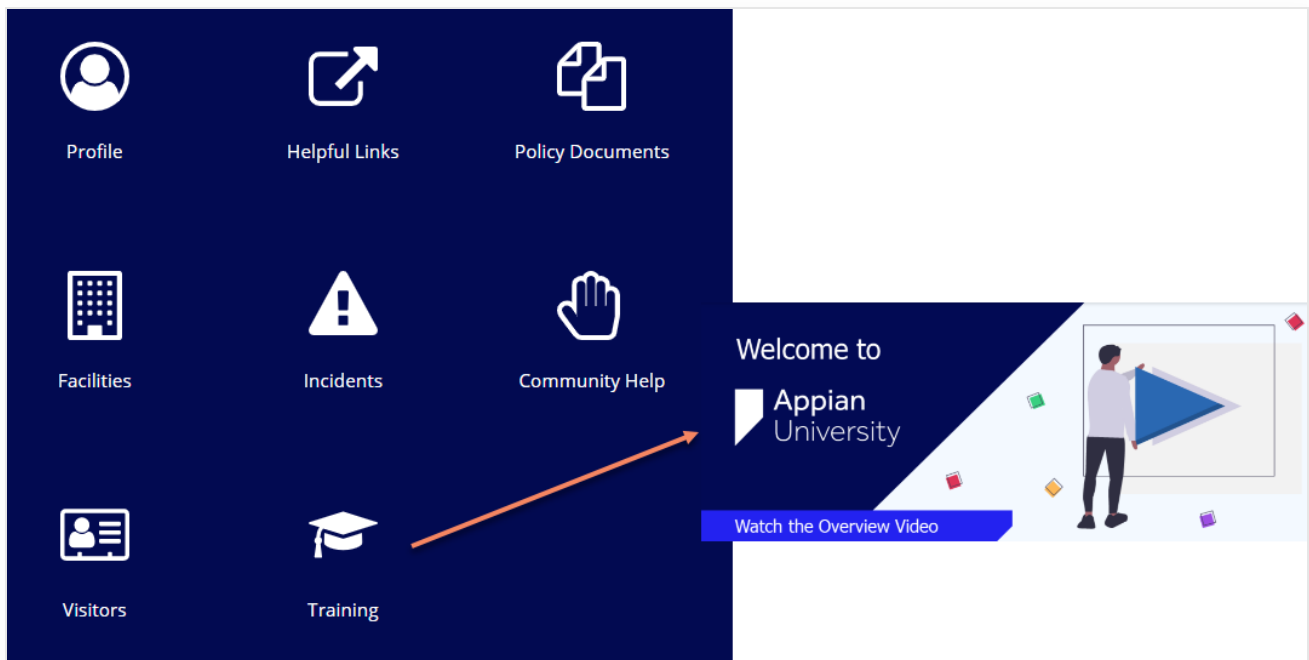 Profile
Helpful Links
Policy Documents
Facilities
Incidents
Community Help
Visitors
Training
Welcome to
Appian
University
Watch the Overview Video